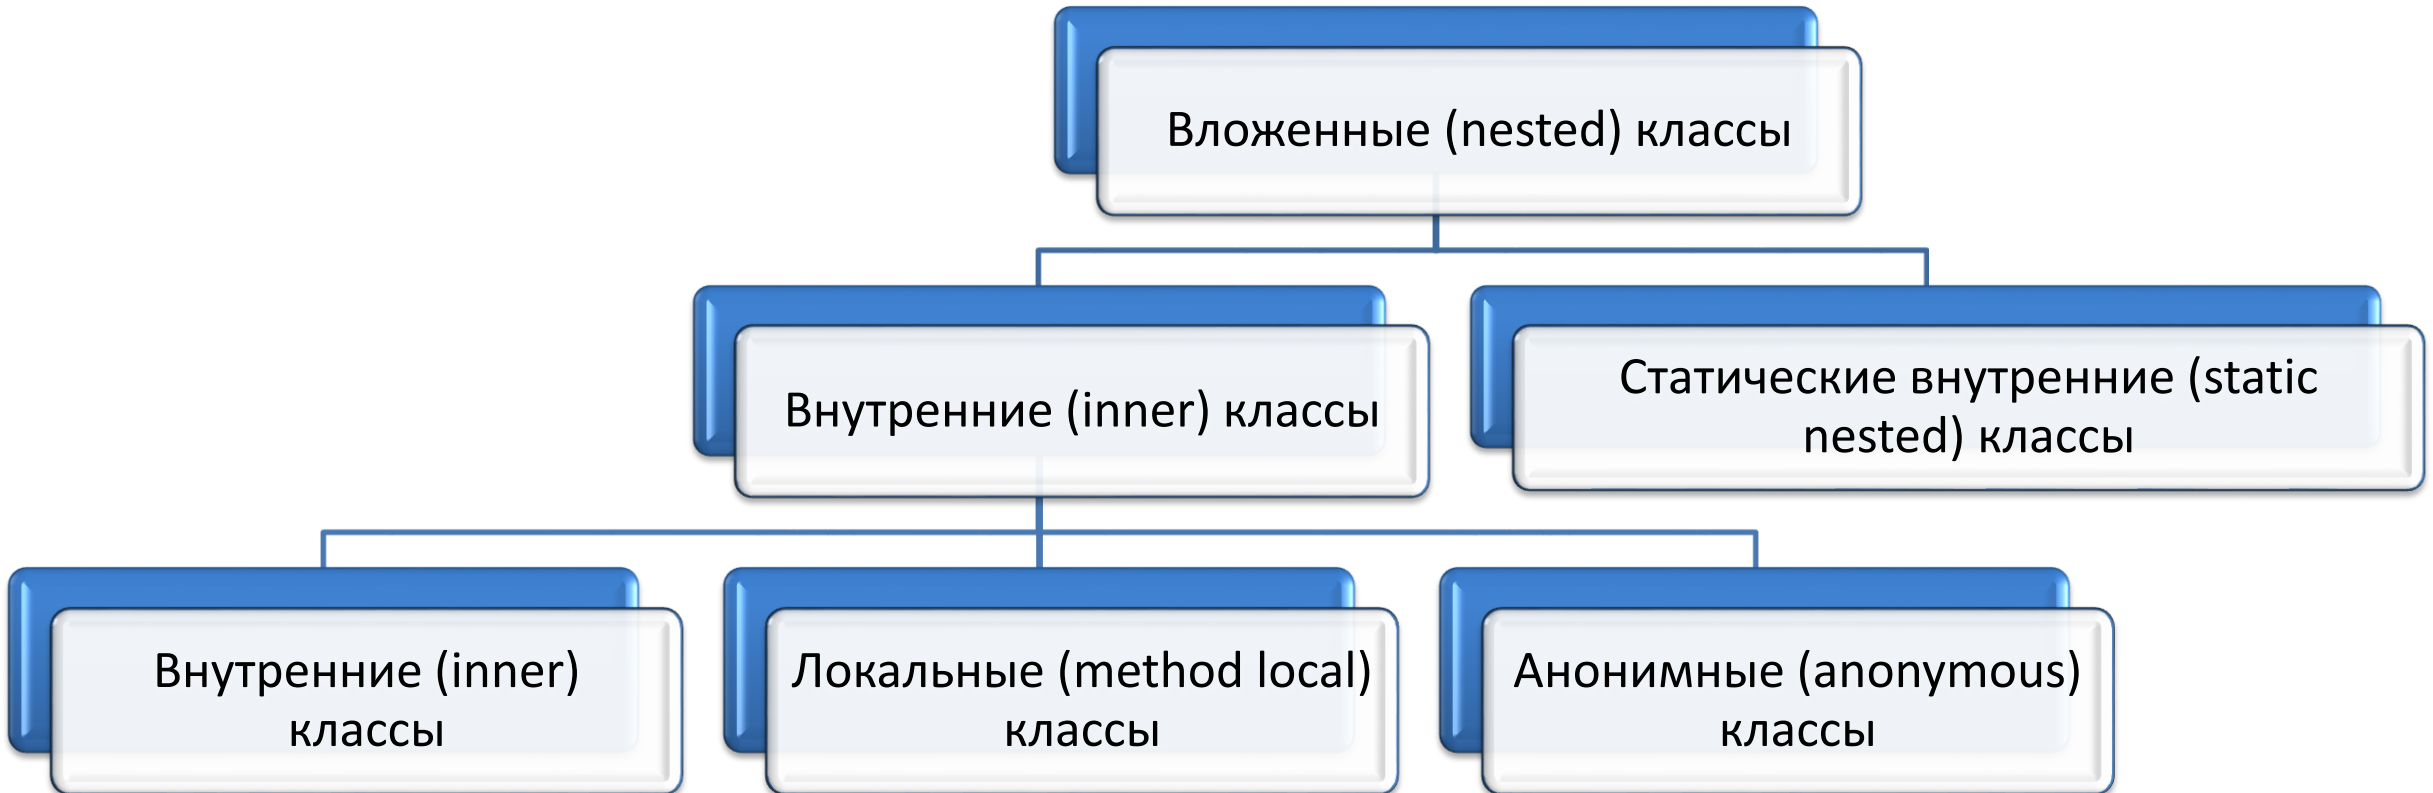 Вложенные (nested) классы
Внутренние (inner) классы
Статические внутренние (static
nested) классы
Внутренние (inner)
классы
Локальные (method local)
классы
Анонимные (anonymous)
классы